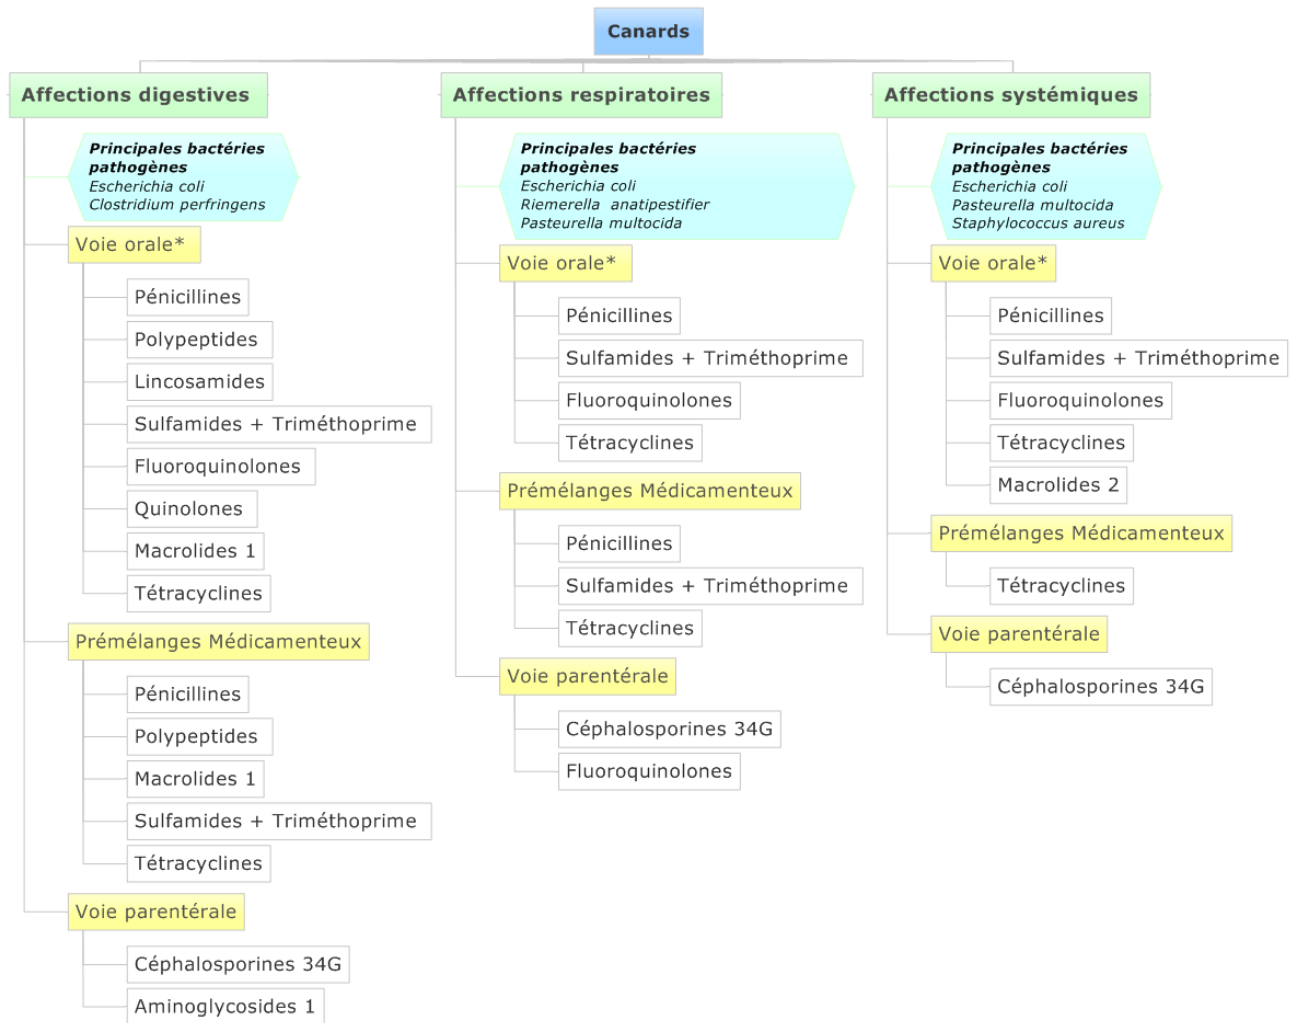 Canards
Affections digestives
Principales bactéries
pathogènes
Escherichia coli
Clostridium perfringens
Voie orale*
Pénicillines
Polypeptides
Lincosamides
Sulfamides + Triméthoprime
Fluoroquinolones
Quinolones
Macrolides 1
Tétracyclines
Prémélanges Médicamenteux
Pénicillines
Polypeptides
Macrolides 1
Sulfamides + Triméthoprime
Tétracyclines
Voie parentérale
Céphalosporines 34G
Aminoglycosides 1
Affections respiratoires
Principales bactéries
pathogènes
Escherichia coli
Riemerella anatipestifier
Pasteurella multocida
Voie orale*
Pénicillines
Sulfamides + Triméthoprime
Fluoroquinolones
Tétracyclines
Prémélanges Médicamenteux
Pénicillines
Sulfamides + Triméthoprime
Tétracyclines
Voie parentérale
Céphalosporines 34G
Fluoroquinolones
Affections systémiques
Principales bactéries
pathogènes
Escherichia coli
Pasteurella multocida
Staphylococcus aureus
Voie orale*
Pénicillines
Sulfamides + Triméthoprime
Fluoroquinolones
Tétracyclines
Macrolides 2
Prémélanges Médicamenteux
Tétracyclines
Voie parentérale
Céphalosporines 34G